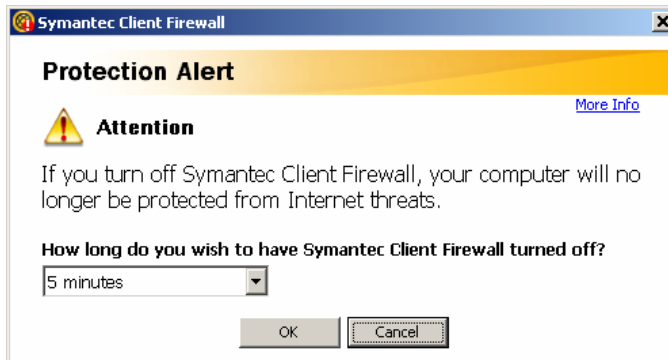 Symantec Client Firewall
Protection Alert
More Info
Attention
If you turn off Symantec Client Firewall, your computer will no
longer be protected from Internet threats.
How long do you wish to have Symantec Client Firewall turned off?
5 minutes
OK
Cancel